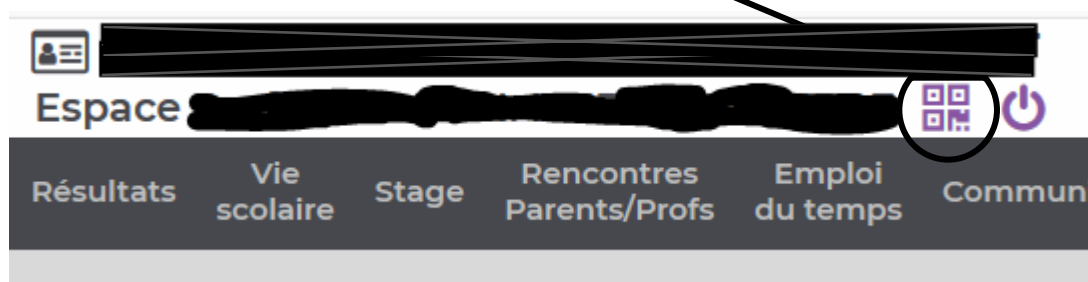 Espace
Résultats
Vie
scolaire
Stage
Rencontres
Parents/Profs
Emploi
du temps
Commun